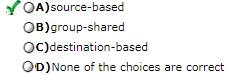 A)source-based
B)group-shared
C)destination-based
D)None of the choices are correct